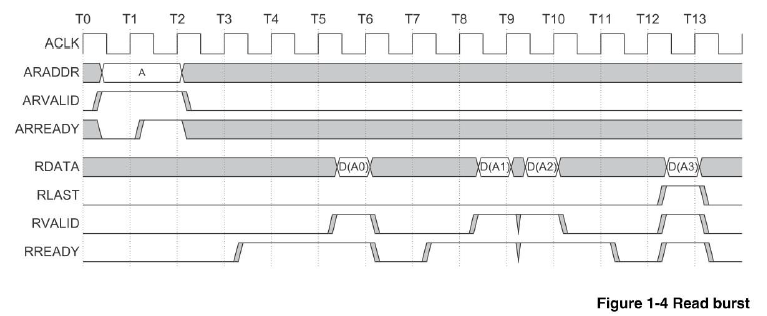 T0 T1 T2 T3 T4 T5 T6 T7 T8 T9 T10 T11 T12 T13
ACLK
ARADDR A
ARVALID
ARREADY
RDATA D(A0) D(A1) D(A2) D(A3)
RLAST
RVALID
RREADY
Figure 1-4 Read burst